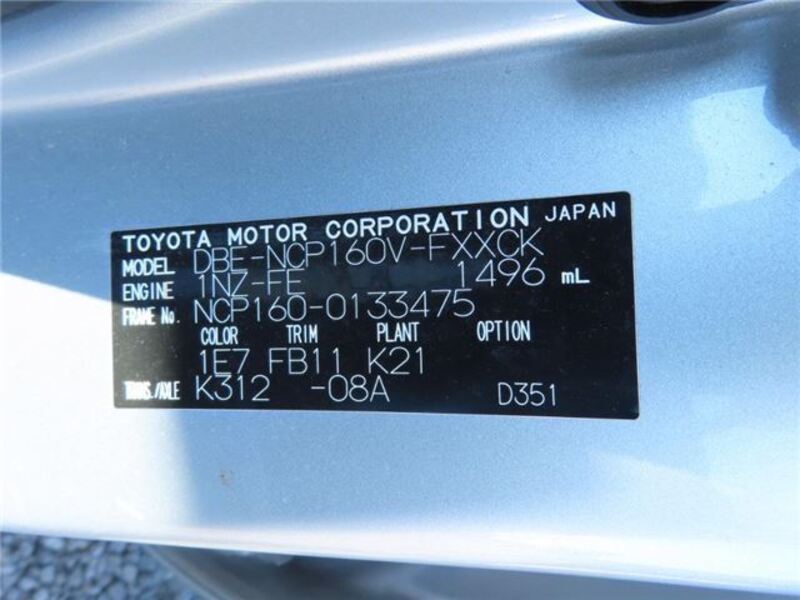 TOYOTA MOTOR CORPORATION JAPAN
MODEL DBE-NCP160V-FXXCK
ENGINE 1NZ-FE 1496 mL
FRAME No. NCP160-0133475
COLOR TRIM PLANT OPTION
1E7 FB11 K21
TRANS./AXLE K312 -08A D351